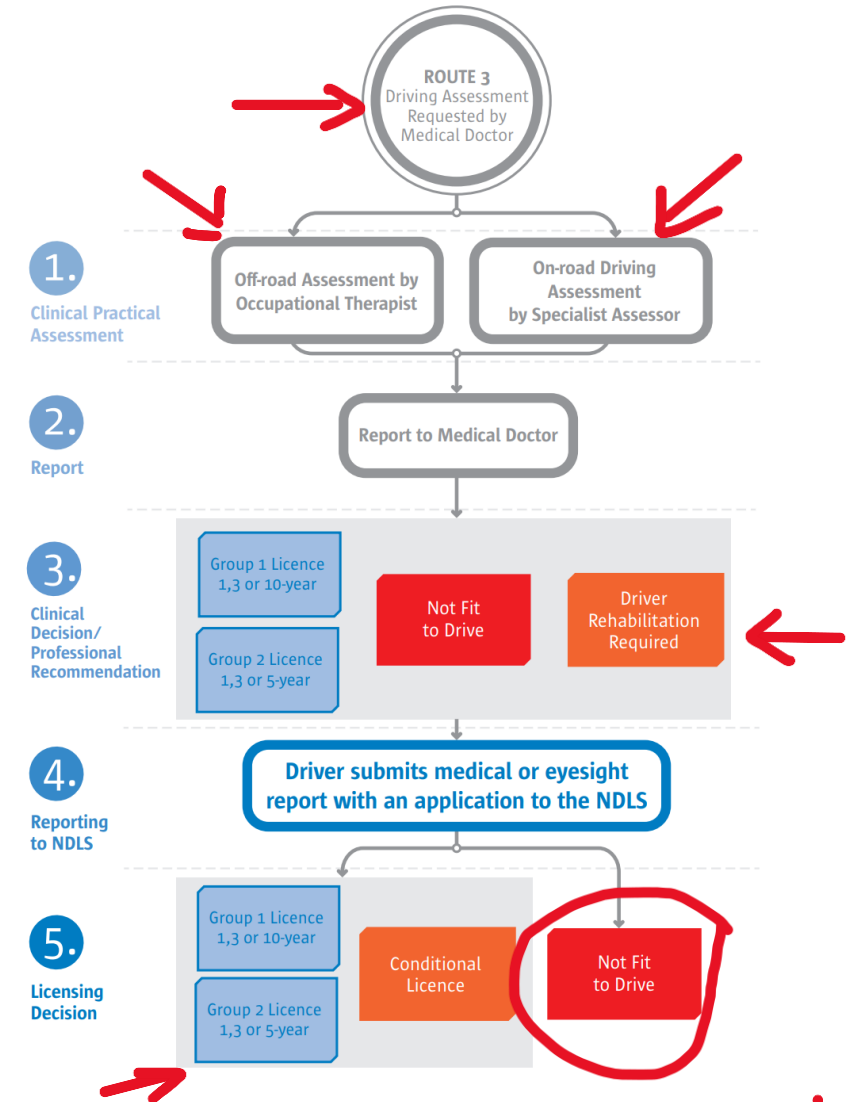 ROUTE 3
Driving Assessment
Requested by
Medical Doctor
1.
Clinical Practical
Assessment
Off-road Assessment by
Occupational Therapist
On-road Driving
Assessment
by Specialist Assessor
2.
Report
Report to Medical Doctor
3.
Clinical
Decision/
Professional
Recommendation
Group 1 Licence
1,3 or 10-year
Group 2 Licence
1,3 or 5-year
Not Fit
to Drive
Driver
Rehabilitation
Required
4.
Reporting
to NDLS
Driver submits medical or eyesight
report with an application to the NDLS
5.
Licensing
Decision
Group 1 Licence
1,3 or 10-year
Group 2 Licence
1,3 or 5-year
Conditional
Licence
Not Fit
to Drive